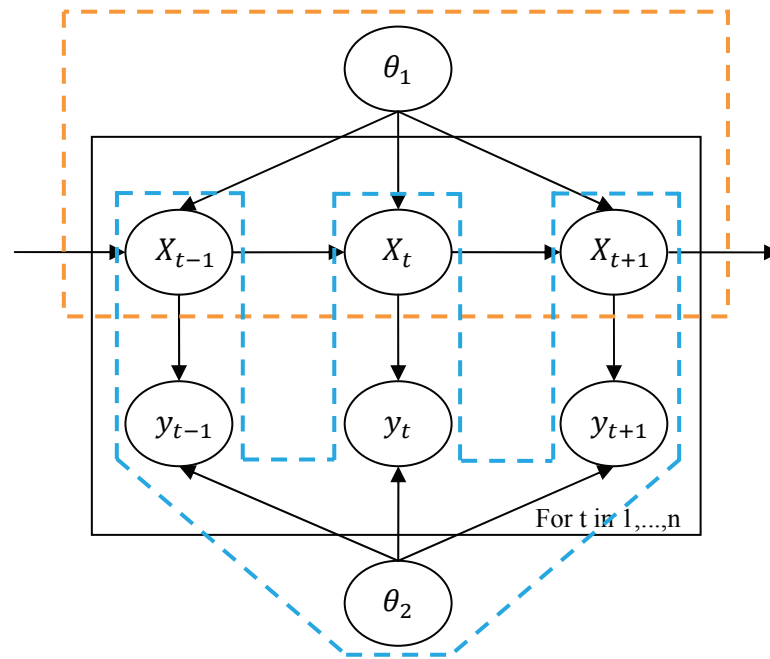 θ₁
Xₜ₋₁ Xₜ Xₜ₊₁
yₜ₋₁ yₜ yₜ₊₁
For t in 1,...,n
θ₂